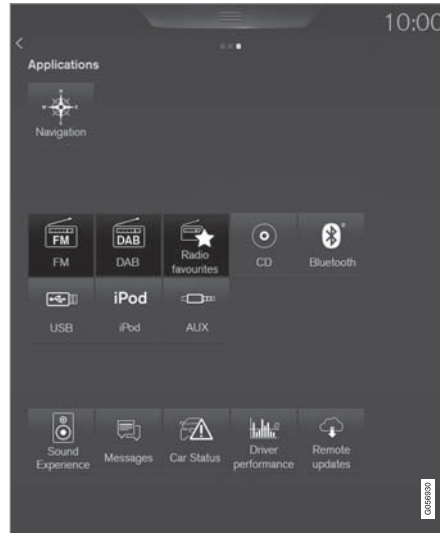 10:00
Applications
Navigation
FM DAB
FM DAB Radio favourites CD Bluetooth
iPod
USB iPod AUX
Sound Experience Messages Car Status Driver performance Remote updates
G056930